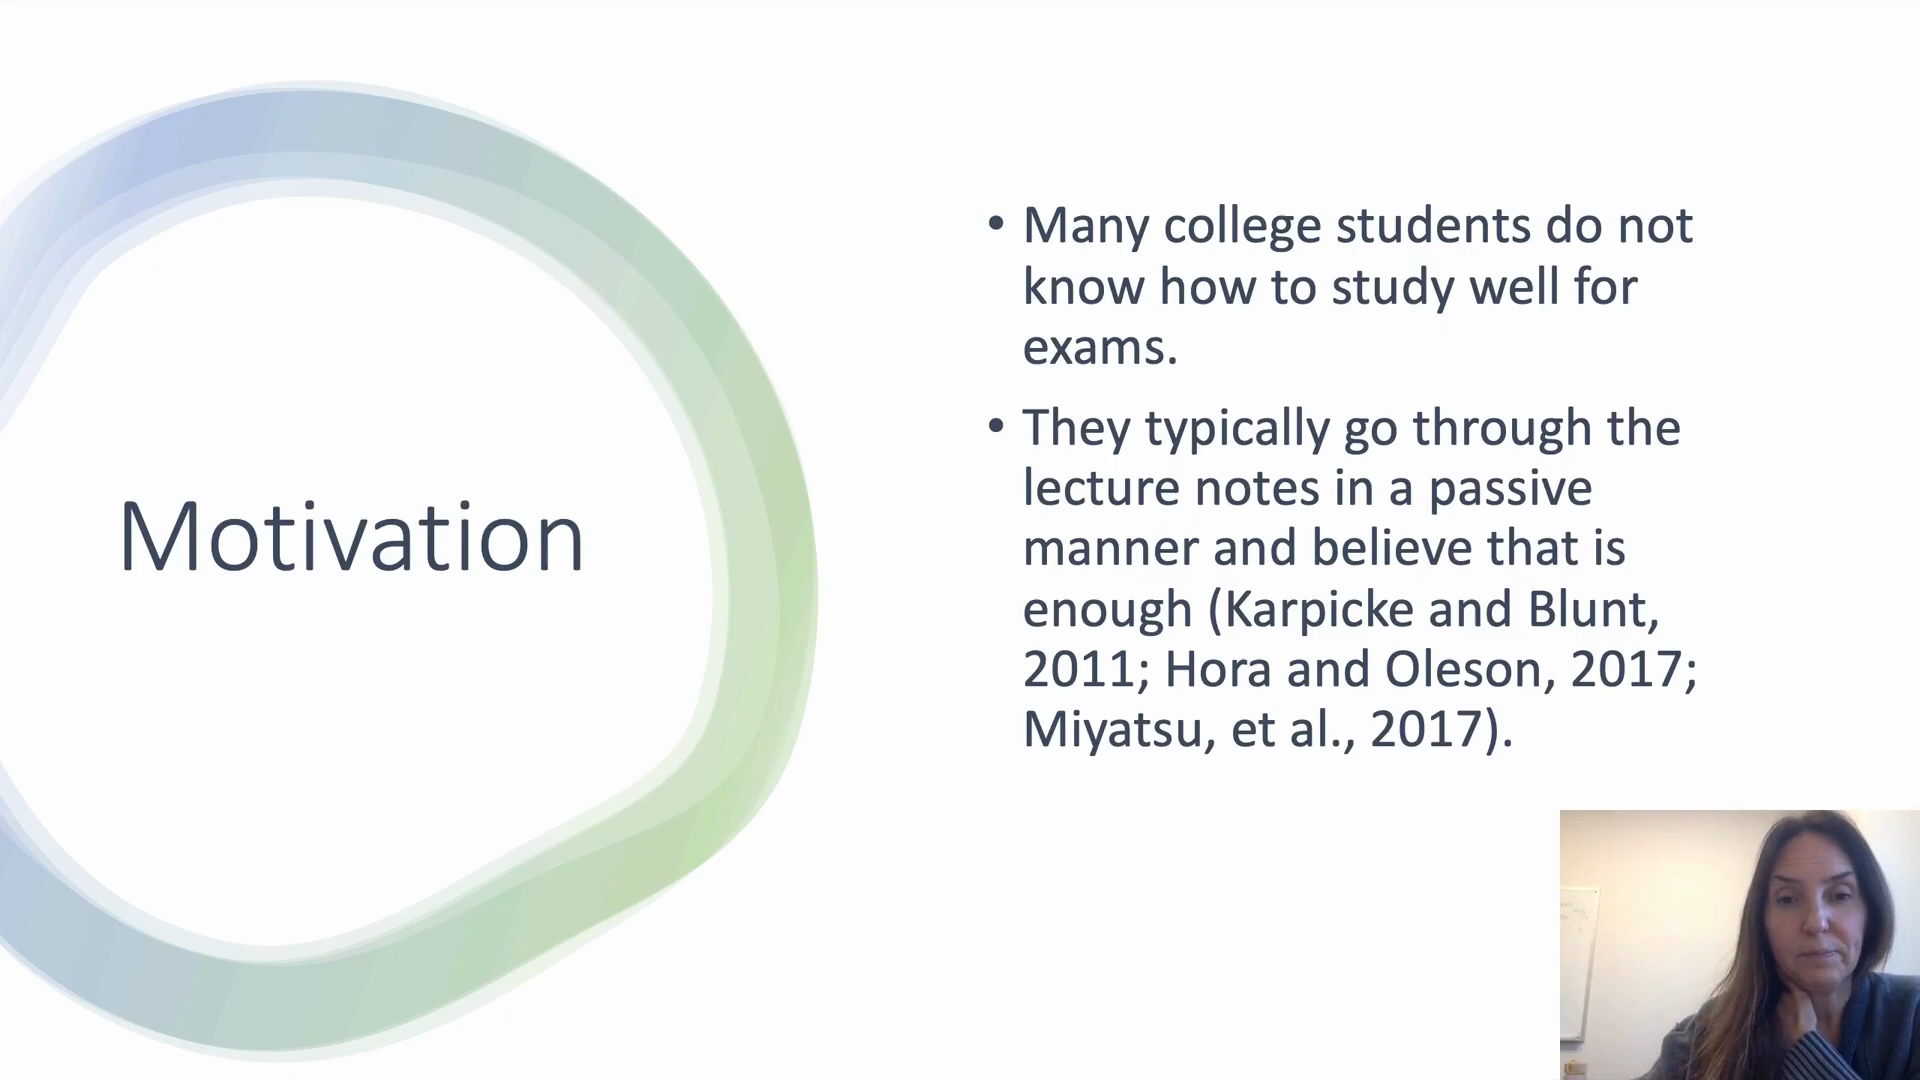 Motivation
• Many college students do not
know how to study well for
exams.
• They typically go through the
lecture notes in a passive
manner and believe that is
enough (Karpicke and Blunt,
2011; Hora and Oleson, 2017;
Miyatsu, et al., 2017).